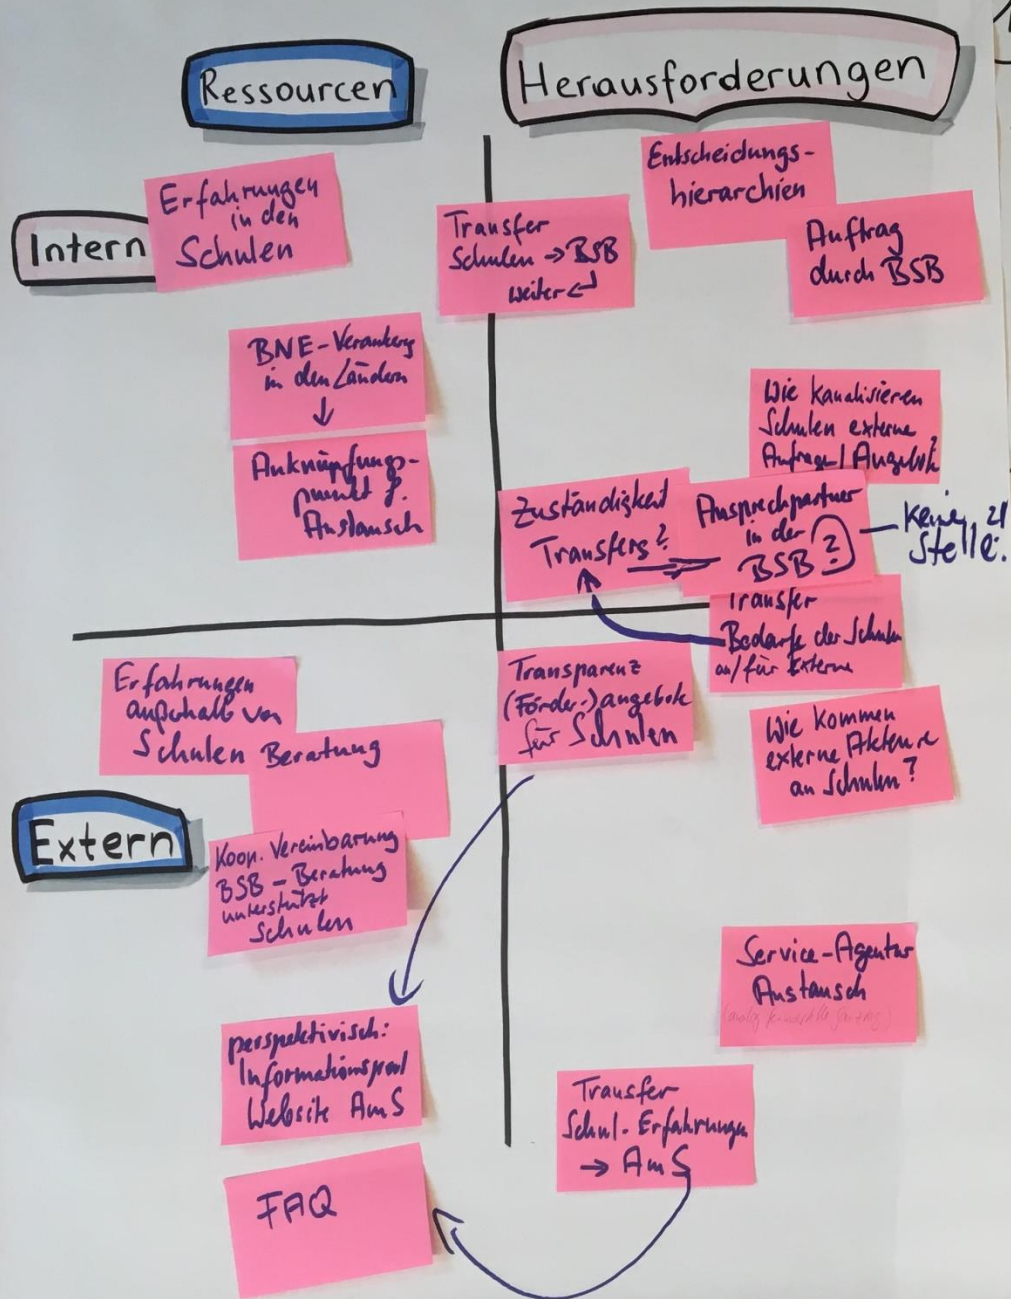 Ressourcen
Herausforderungen
Intern
Erfahrungen
in den
Schulen
Transfer
Schulen → BSB
weiter ↵
Entscheidungs-
hierarchien
Auftrag
durch BSB
BNE-Verankerg
in den Ländern
↓
Anknüpfungs-
punkt f.
Austausch
Wie kanalisieren
Schulen externe
Anfragen/Angebote?
Zuständigkeit
Transfers?
Ansprechpartner
in der
BSB?
Keine
Stelle
Transfer
Bedarfe der Schulen
an/für Externe
Extern
Erfahrungen
außerhalb von
Schulen
Beratung
Koop. Vereinbarung
BSB-Beratung
unterstützt
Schulen
Transparenz
(Förder-)angebote
für Schulen
Wie kommen
externe Akteure
an Schulen?
perspektivisch:
Website AmS
FAQ
Service-Agentur
Austausch
Transfer
Schul-Erfahrungen
→ AmS